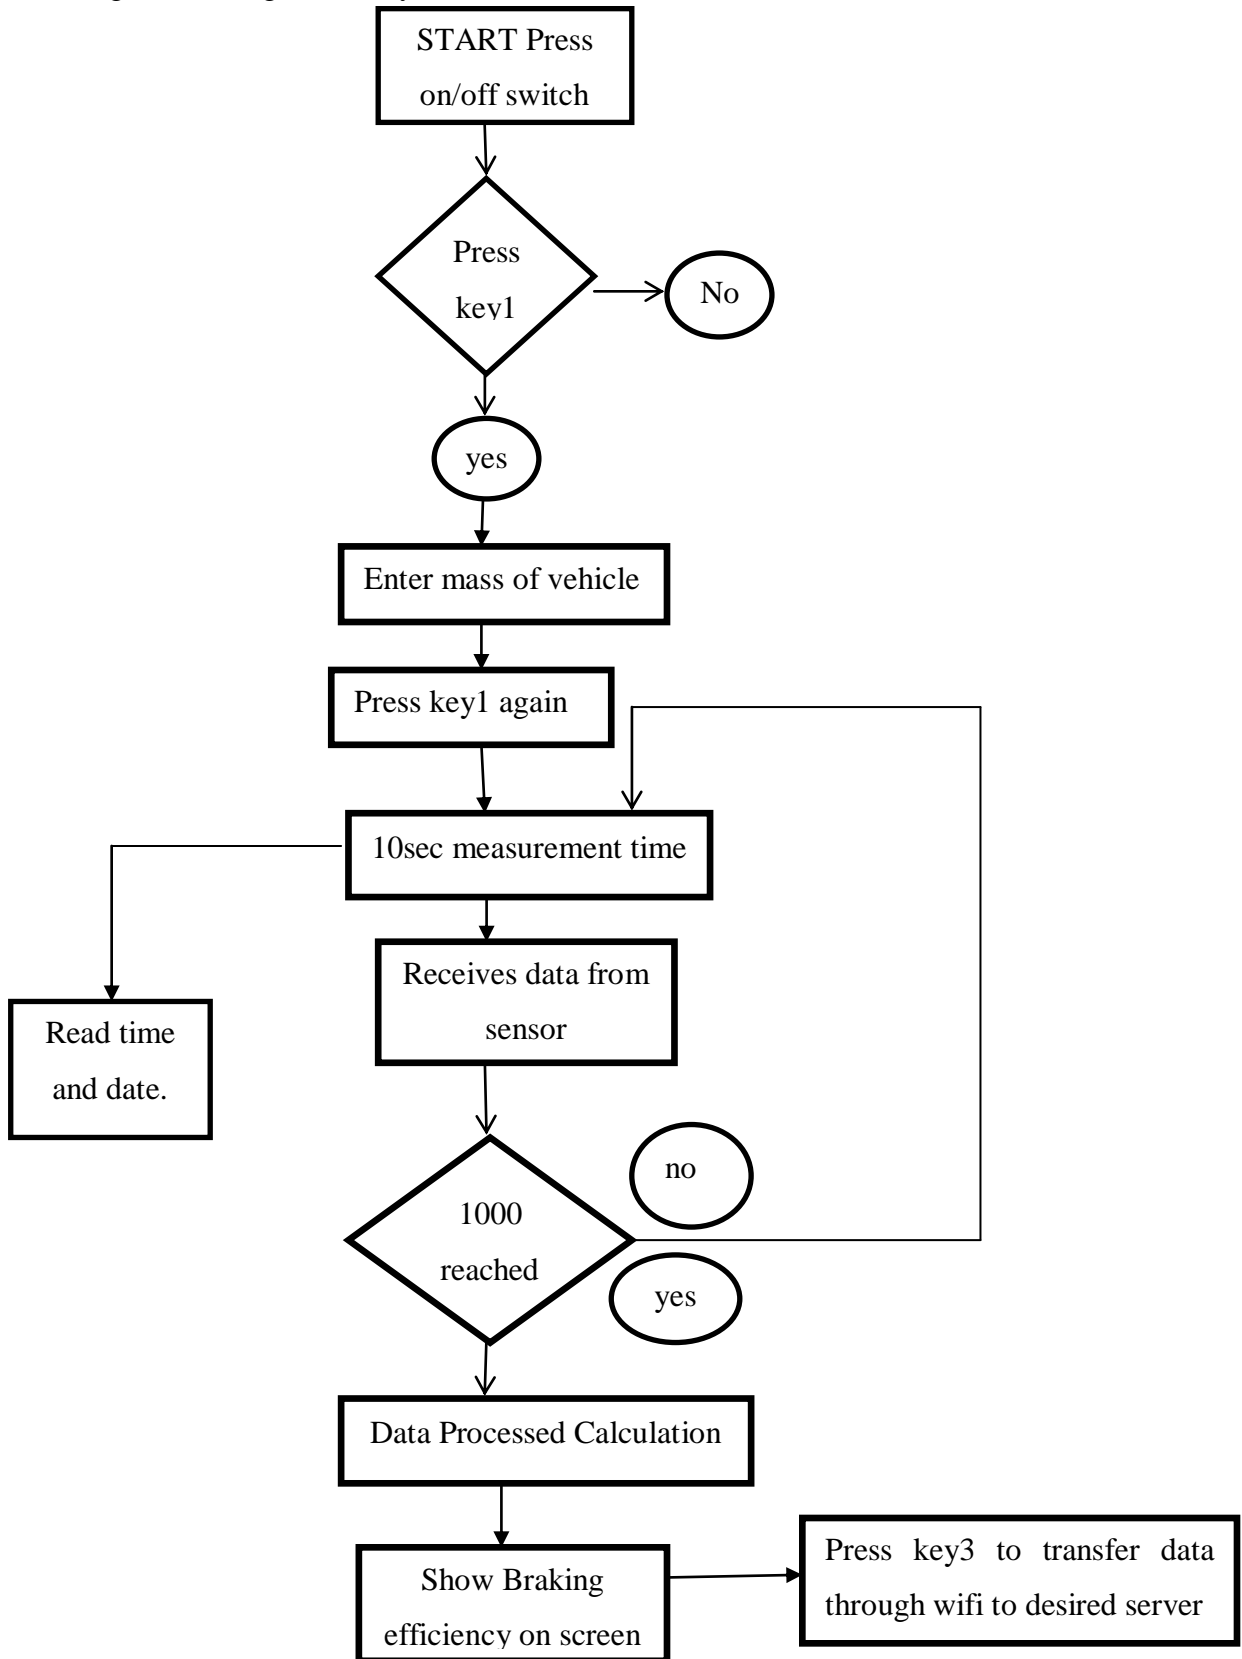 START Press
on/off switch
Press
key1
No
yes
Enter mass of vehicle
Press key1 again
10sec measurement time
Receives data from
sensor
Read time
and date.
no
1000
reached
yes
Data Processed Calculation
Show Braking
efficiency on screen
Press key3 to transfer data
through wifi to desired server